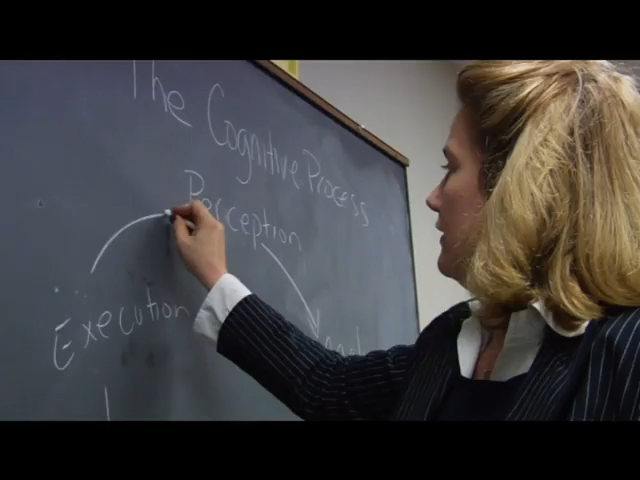 The Cognitive Process
Perception
Execution